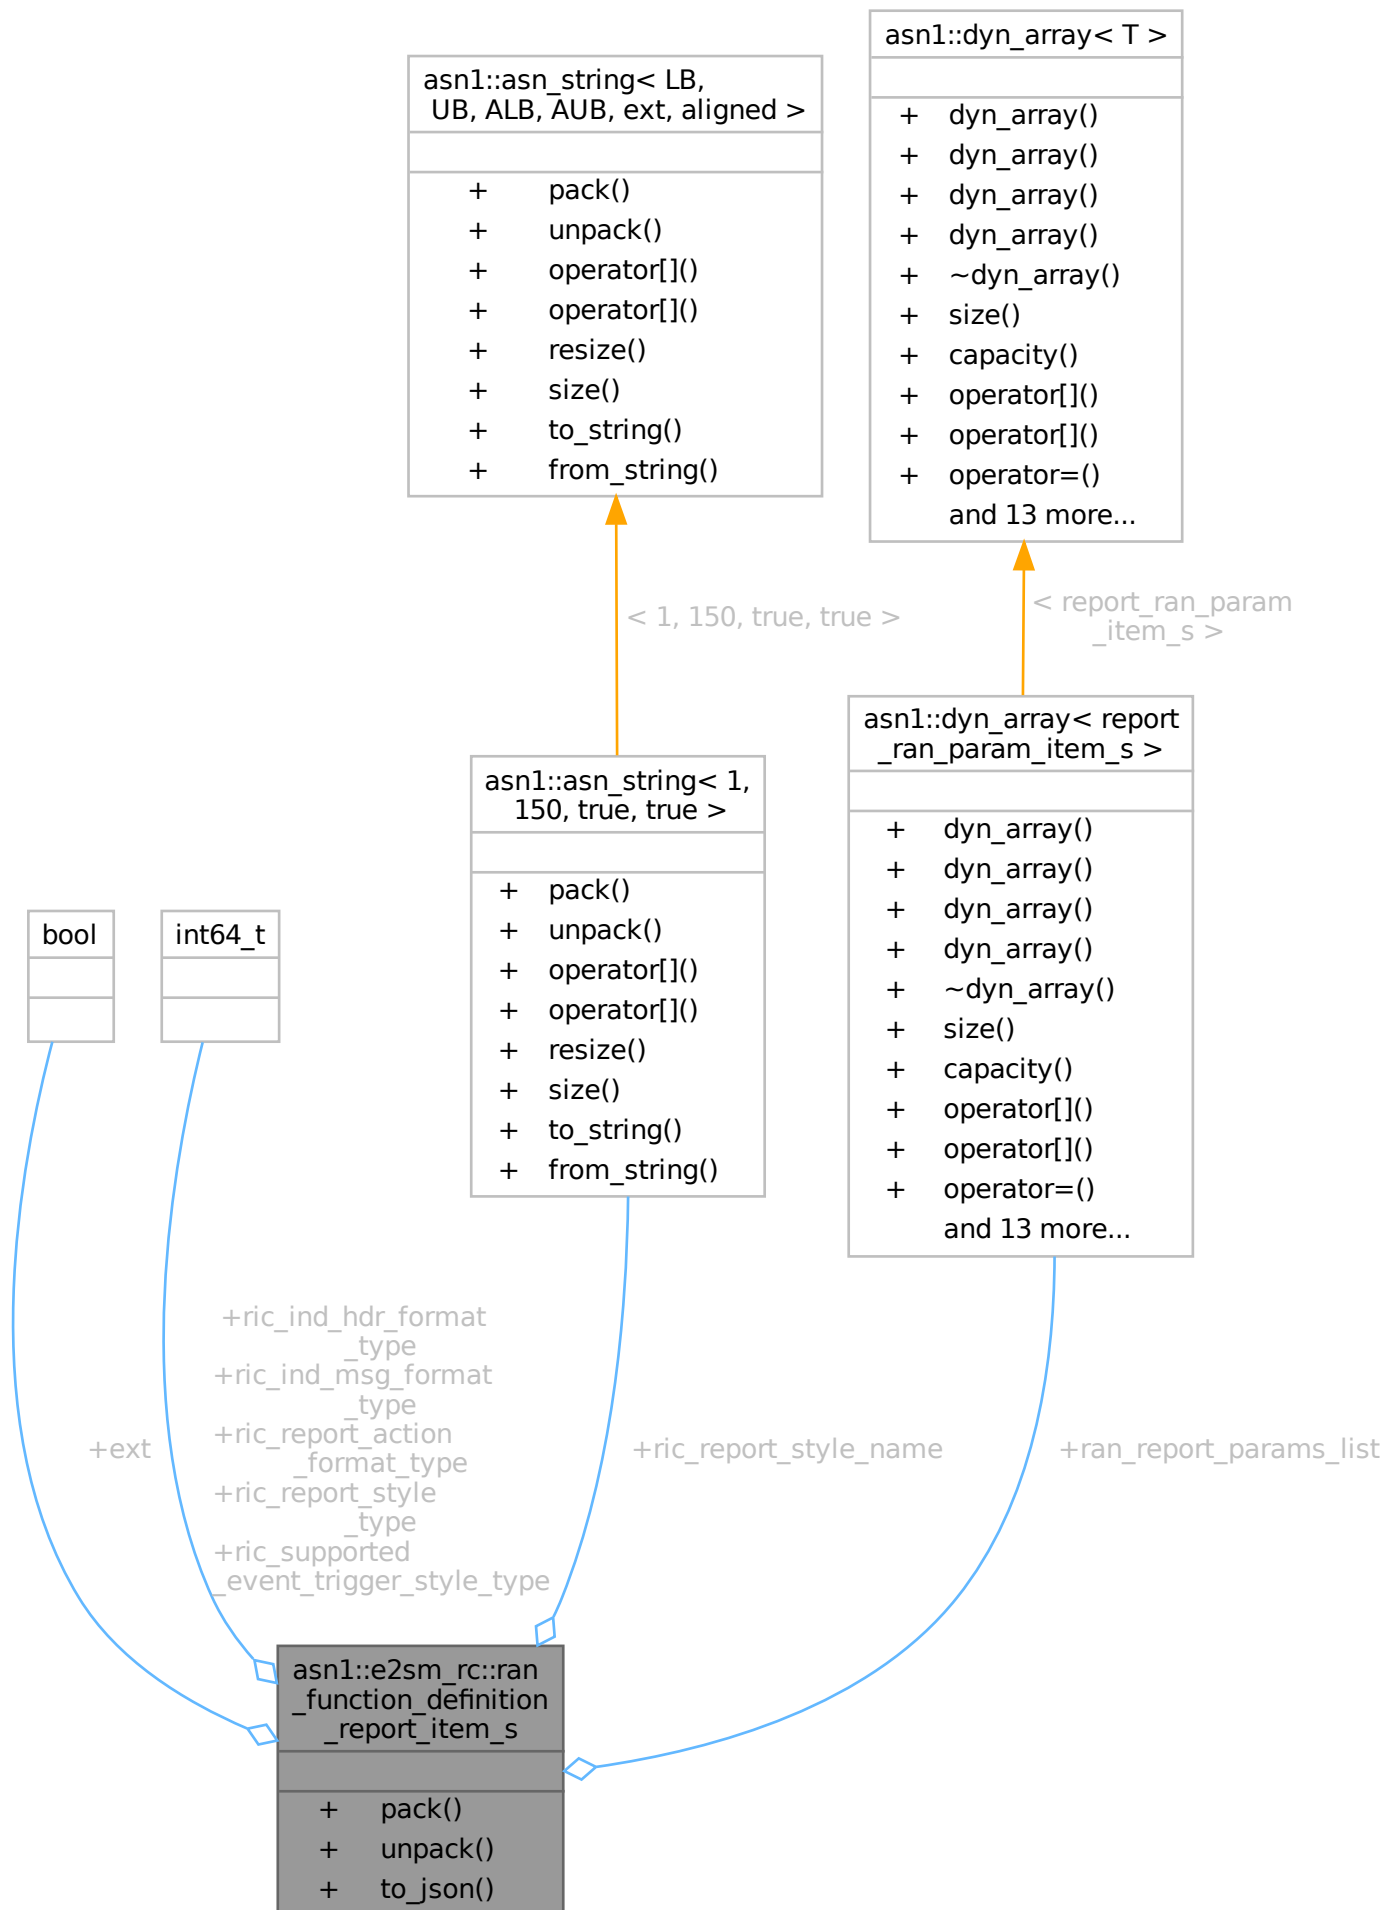 asn1::dyn_array< T >
+ dyn_array()
+ dyn_array()
+ dyn_array()
+ dyn_array()
+ ~dyn_array()
+ size()
+ capacity()
+ operator[]()
+ operator[]()
+ operator=()
and 13 more...
asn1::asn_string< LB,
UB, ALB, AUB, ext, aligned >
+ pack()
+ unpack()
+ operator[]()
+ operator[]()
+ resize()
+ size()
+ to_string()
+ from_string()
< 1, 150, true, true >
< report_ran_param
_item_s >
asn1::dyn_array< report
_ran_param_item_s >
+ dyn_array()
+ dyn_array()
+ dyn_array()
+ dyn_array()
+ ~dyn_array()
+ size()
+ capacity()
+ operator[]()
+ operator[]()
+ operator=()
and 13 more...
asn1::asn_string< 1,
150, true, true >
+ pack()
+ unpack()
+ operator[]()
+ operator[]()
+ resize()
+ size()
+ to_string()
+ from_string()
bool
int64_t
+ext
+ric_ind_hdr_format
_type
+ric_ind_msg_format
_type
+ric_report_action
_format_type
+ric_report_style
_type
+ric_supported
_event_trigger_style_type
+ric_report_style_name
+ran_report_params_list
asn1::e2sm_rc::ran
_function_definition
_report_item_s
+ pack()
+ unpack()
+ to_json()